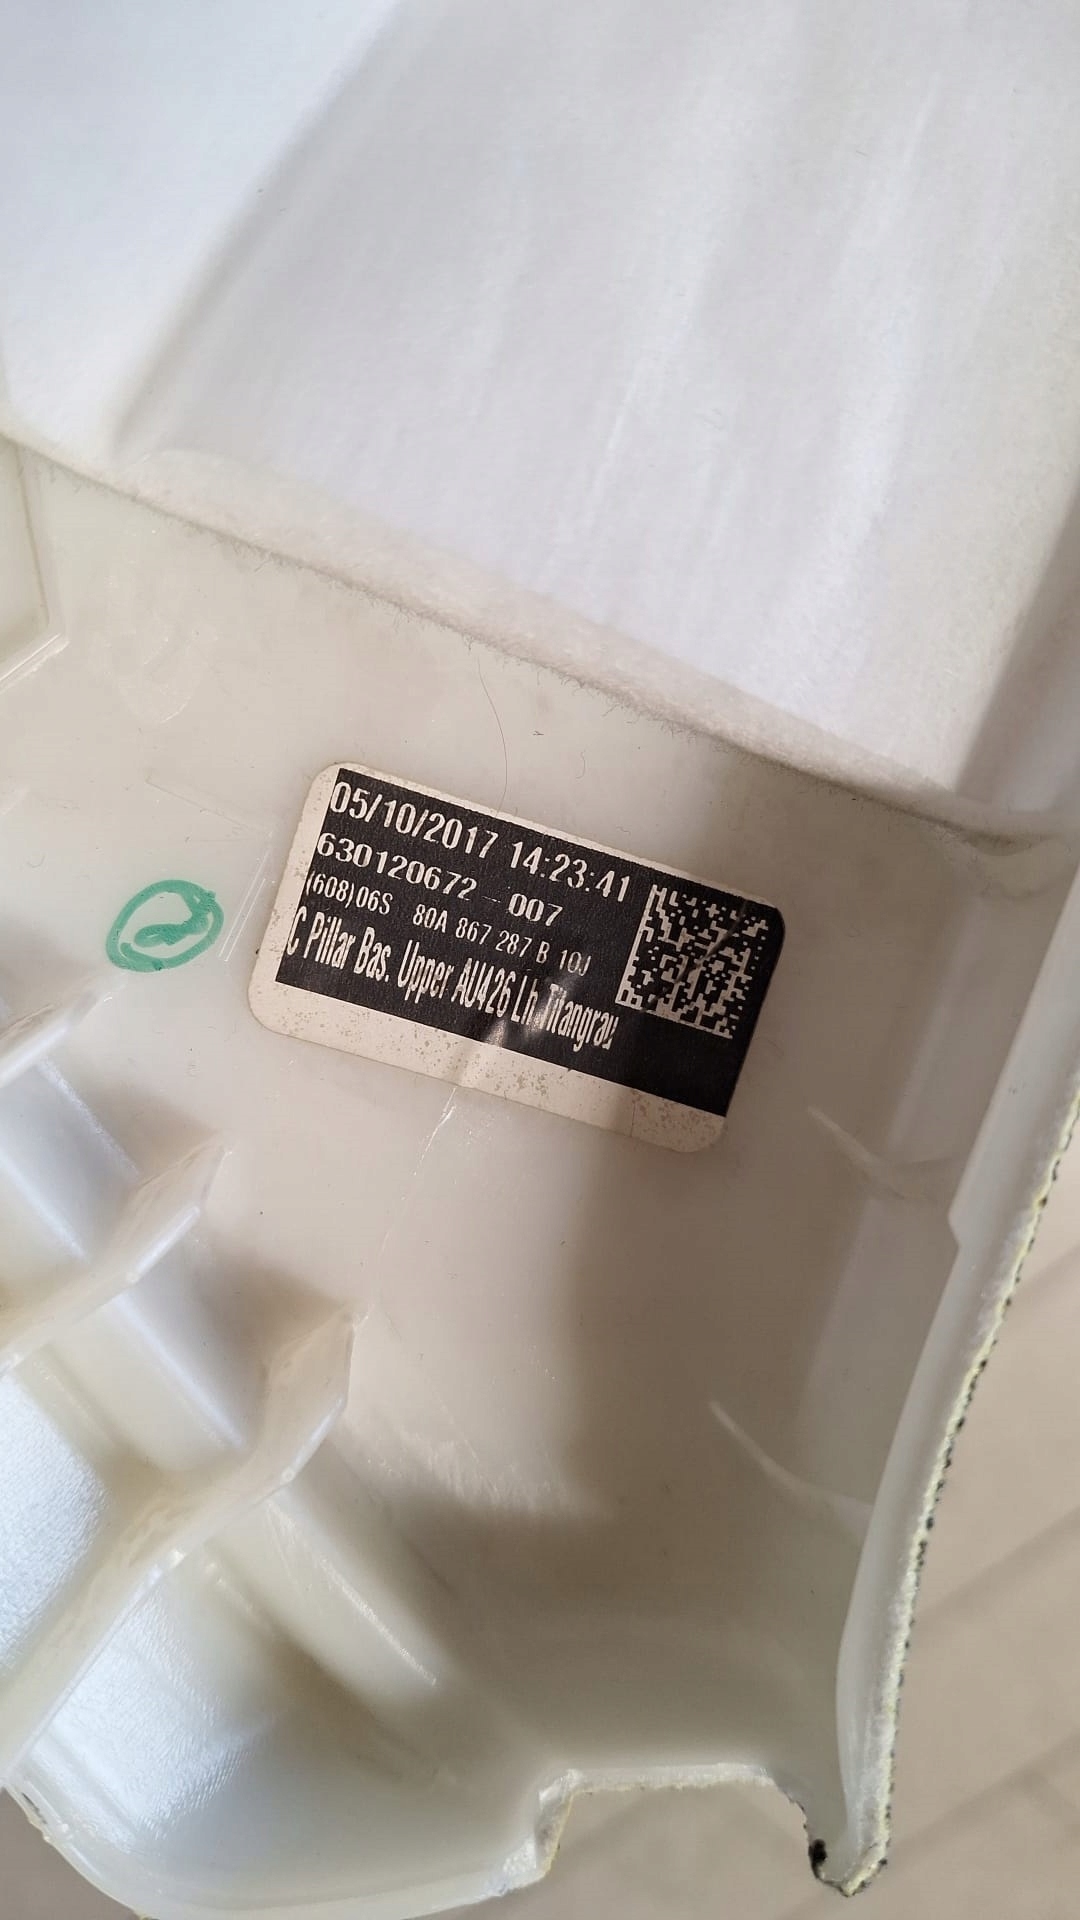 05/10/2017 14:23:41
630120672 - 007
(608)06S 80A 867 287 B 10J
C Pillar Bas. Upper AU426 Lh Titangrau